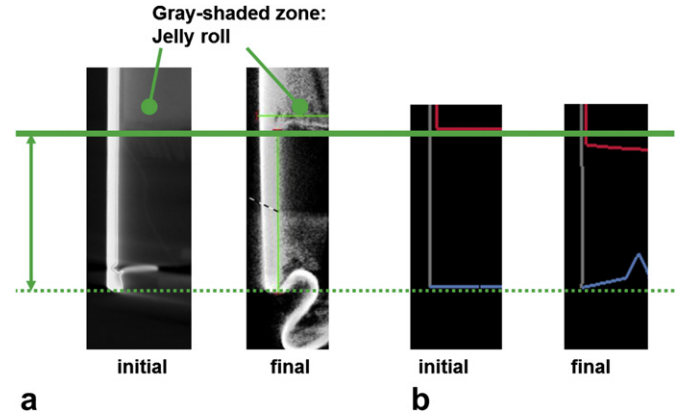 Gray-shaded zone:
Jelly roll
initial
final
initial
final
a
b